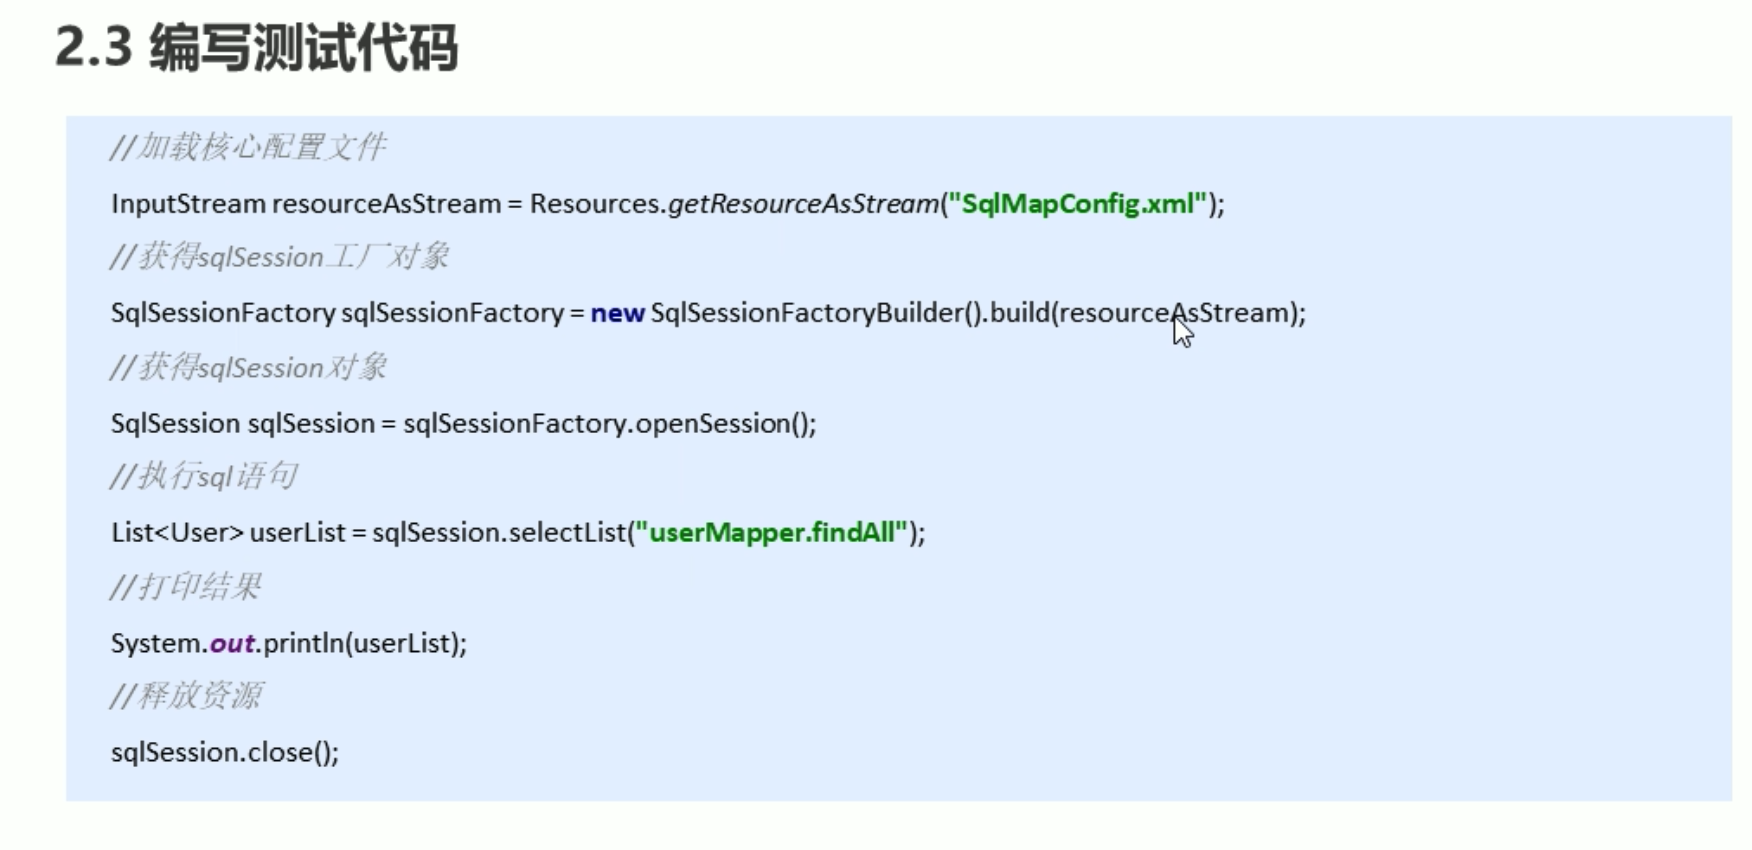 2.3 编写测试代码
//加载核心配置文件
InputStream resourceAsStream = Resources.getResourceAsStream("SqlMapConfig.xml");
//获得sqlSession工厂对象
SqlSessionFactory sqlSessionFactory = new SqlSessionFactoryBuilder().build(resourceAsStream);
//获得sqlSession对象
SqlSession sqlSession = sqlSessionFactory.openSession();
//执行sql语句
List<User> userList = sqlSession.selectList("userMapper.findAll");
//打印结果
System.out.println(userList);
//释放资源
sqlSession.close();